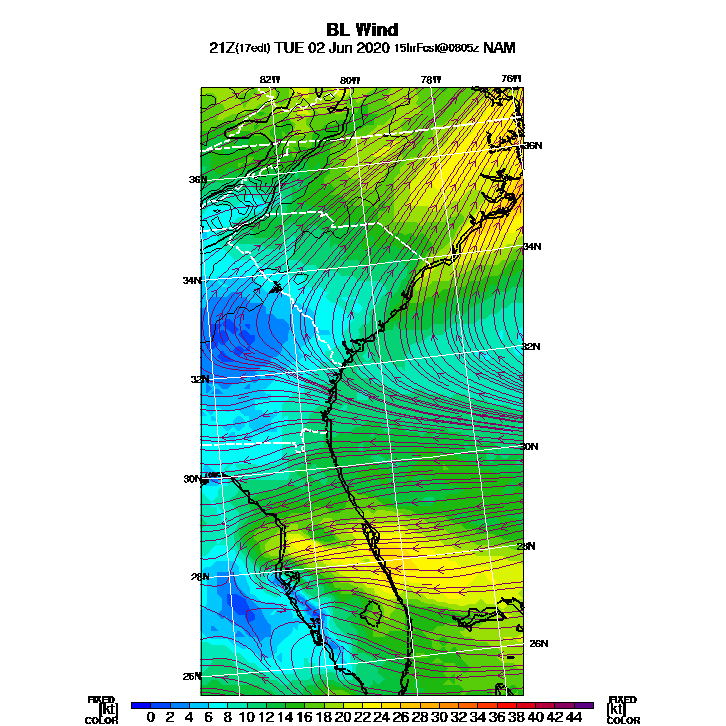 BL Wind
21Z(17edt) TUE 02 Jun 2020 15hrFcst@0805z NAM
82W 80W 78W 76W
36N
36N
34N
34N
32N
32N
30N
30N
28N
28N
26N
26N
FIXED FIXED
[kt] 0 2 4 6 8 10 12 14 16 18 20 22 24 26 28 30 32 34 36 38 40 42 44 [kt]
COLOR COLOR